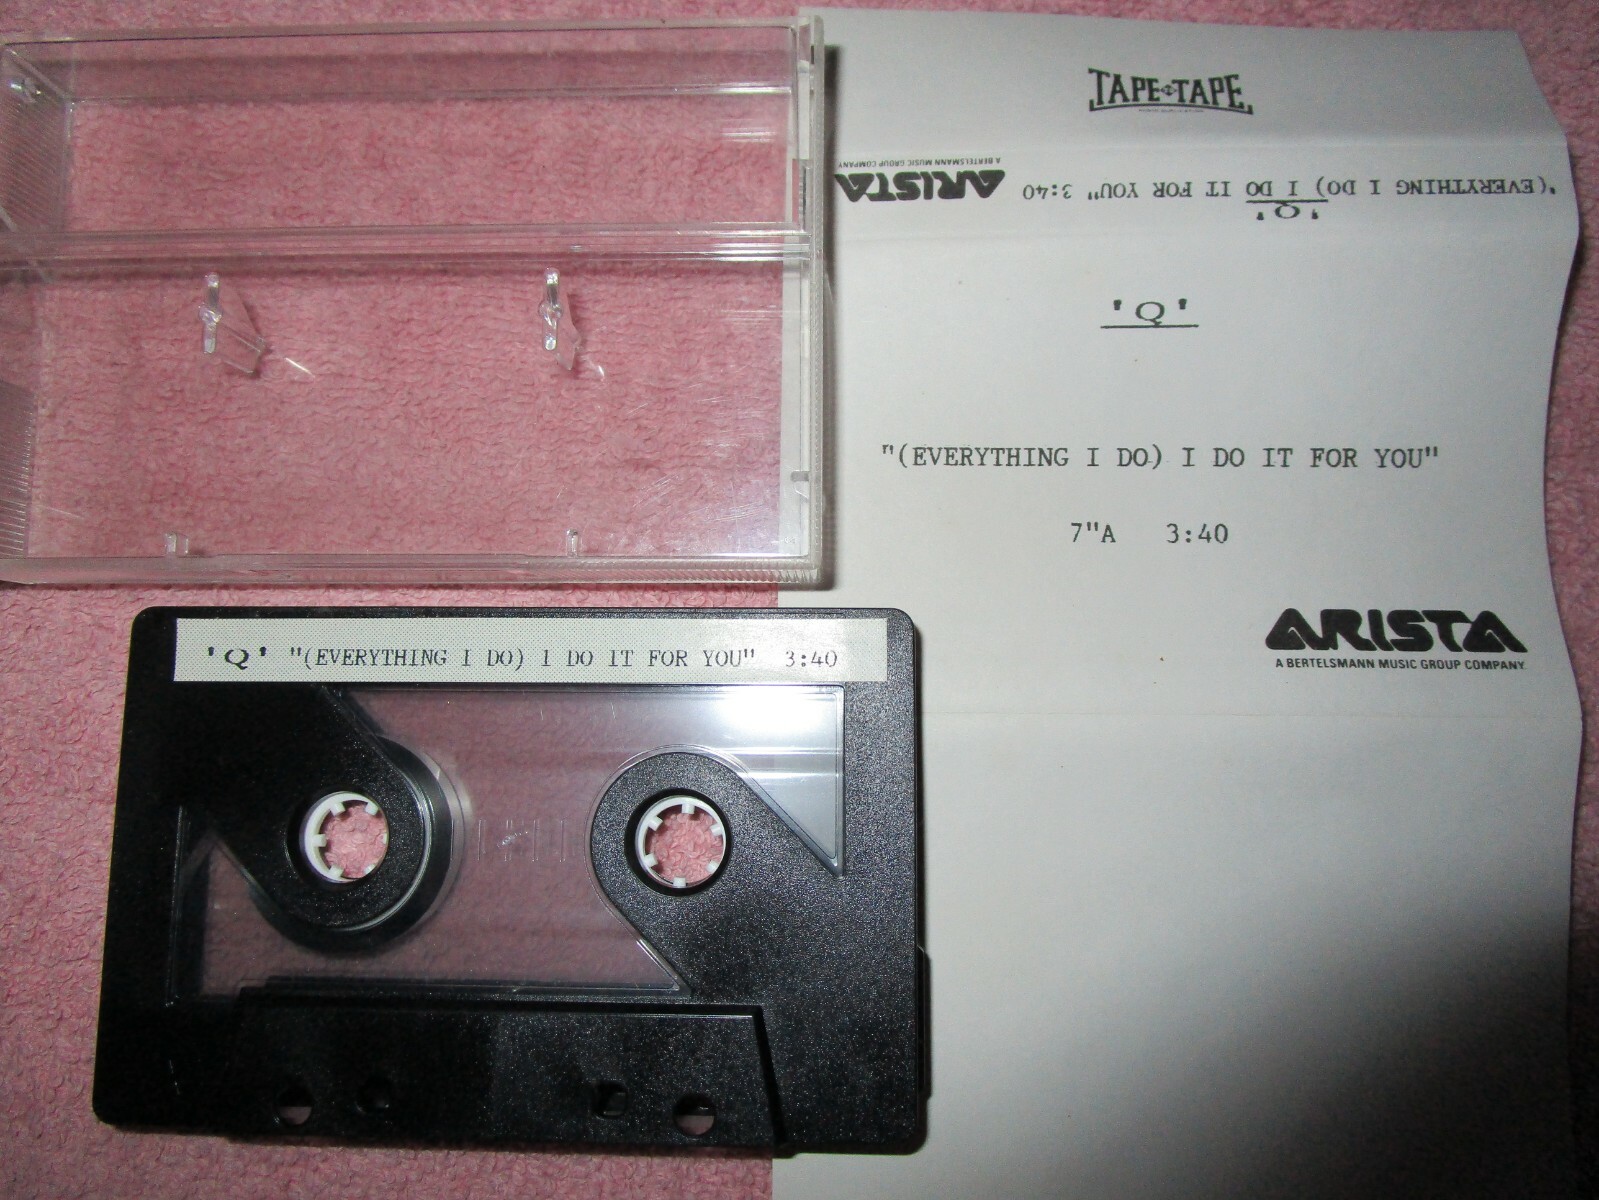 TAPE TO TAPE
"(EVERYTHING I DO) I DO IT FOR YOU" 3:40
'Q'
ARISTA
A BERTELSMANN MUSIC GROUP COMPANY
'Q'
"(EVERYTHING I DO) I DO IT FOR YOU"
7"A 3:40
ARISTA
A BERTELSMANN MUSIC GROUP COMPANY
'Q' "(EVERYTHING I DO) I DO IT FOR YOU" 3:40